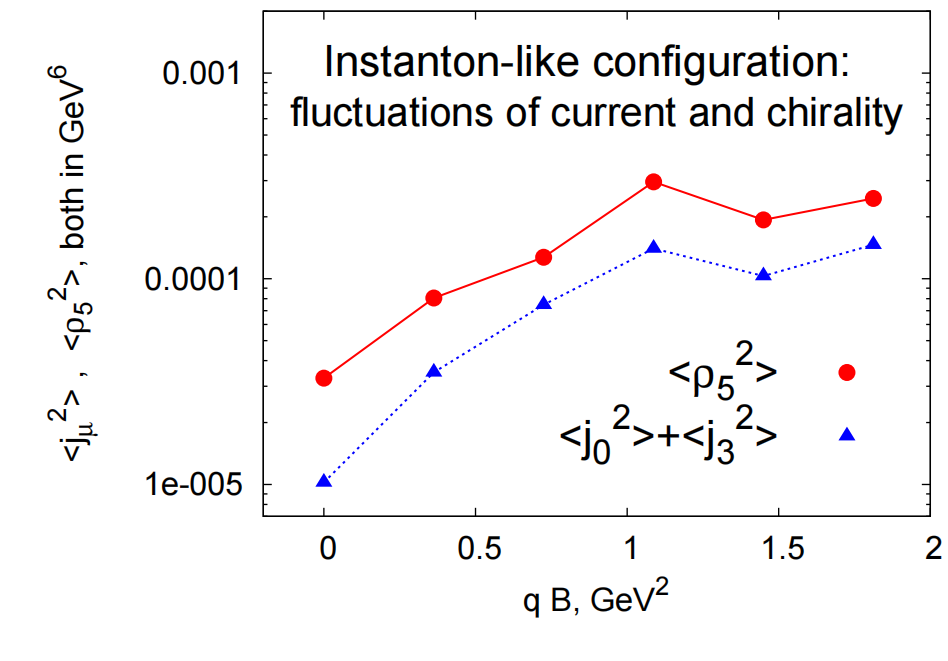 Instanton-like configuration:
fluctuations of current and chirality
<j_μ^2> , <ρ_5^2>, both in GeV^6
0.001
0.0001
1e-005
<ρ_5^2>
<j_0^2>+<j_3^2>
0 0.5 1 1.5 2
q B, GeV^2